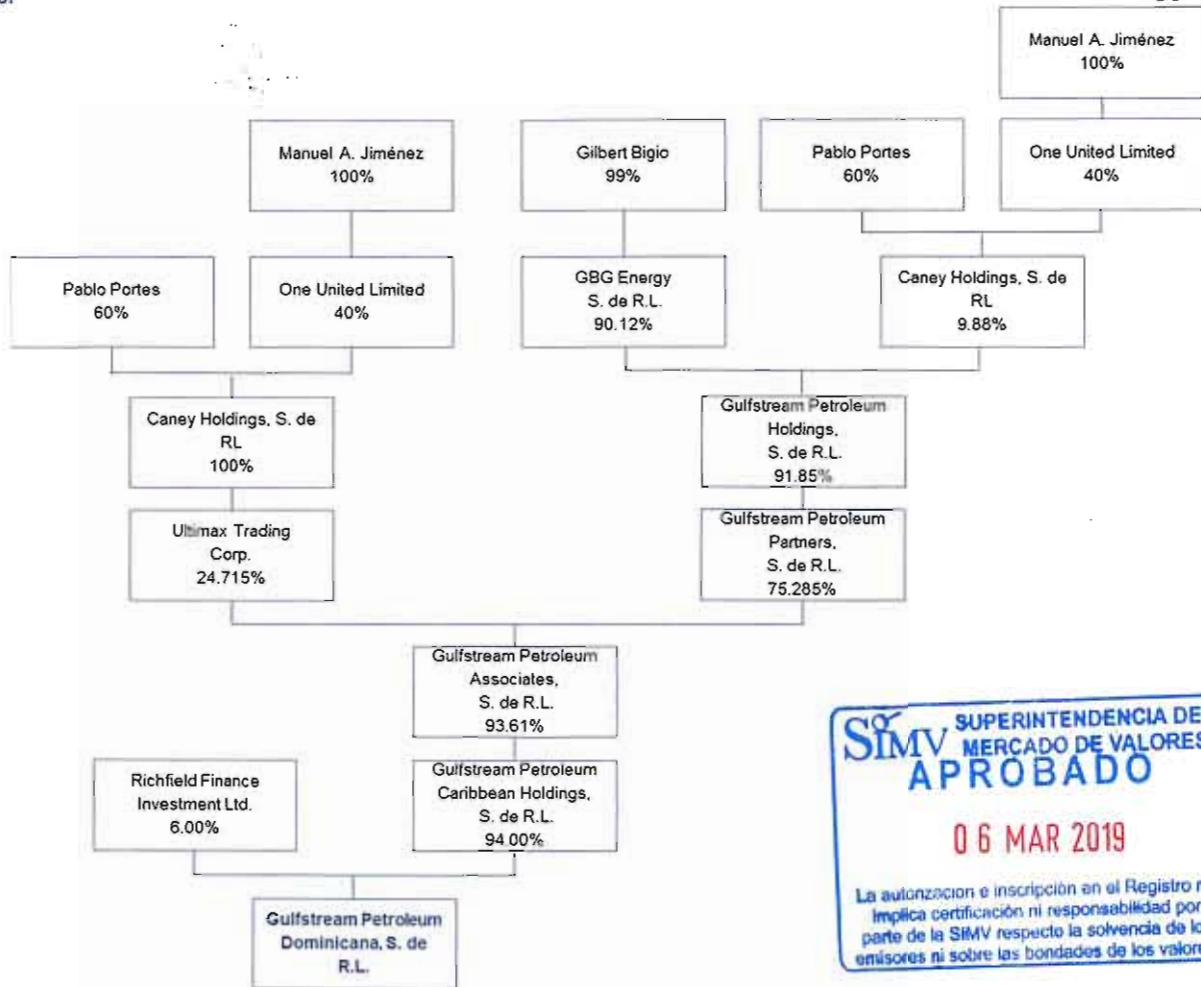 Manuel A. Jiménez
100%
Manuel A. Jiménez
100%
Gilbert Bigio
99%
Pablo Portes
60%
One United Limited
40%
Pablo Portes
60%
One United Limited
40%
GBG Energy
S. de R.L.
90.12%
Caney Holdings, S. de
RL
9.88%
Caney Holdings, S. de
RL
100%
Gulfstream Petroleum
Holdings,
S. de R.L.
91.85%
Ultimax Trading
Corp.
24.715%
Gulfstream Petroleum
Partners,
S. de R.L.
75.285%
Gulfstream Petroleum
Associates,
S. de R.L.
93.61%
Richfield Finance
Investment Ltd.
6.00%
Gulfstream Petroleum
Caribbean Holdings,
S. de R.L.
94.00%
Gulfstream Petroleum
Dominicana, S. de
R.L.
SIMV SUPERINTENDENCIA DE
MERCADO DE VALORES
APROBADO
06 MAR 2019
La autorizacion e inscripción en el Registro n
implica certificación ni responsabilidad por
parte de la SIMV respecto la solvencia de lo
emisores ni sobre las bondades de los valore